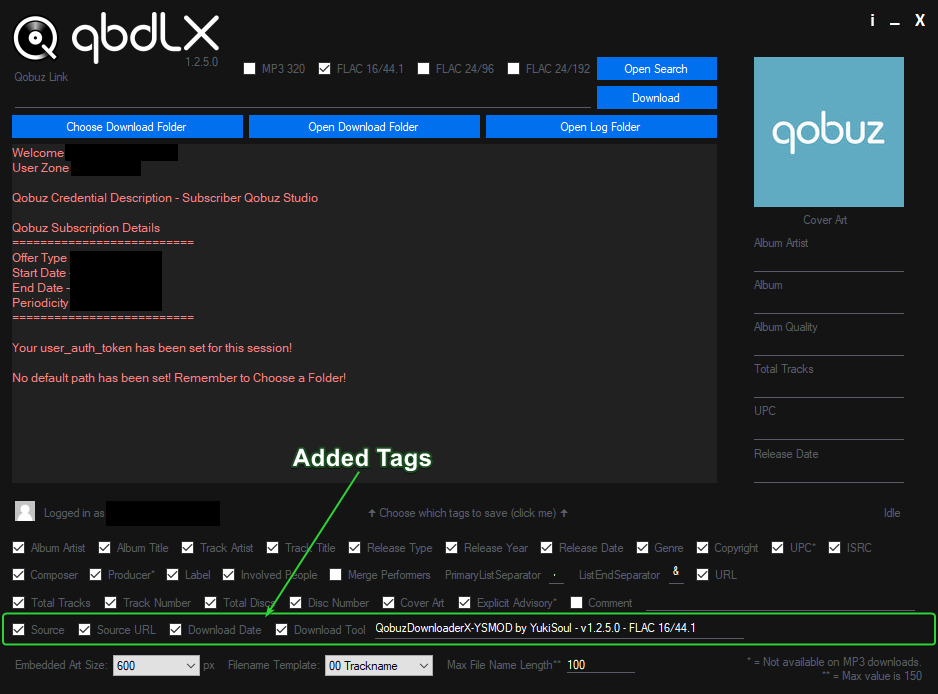 qbdLX
1.2.5.0
i _ X
Qobuz Link
MP3 320 FLAC 16/44.1 FLAC 24/96 FLAC 24/192 Open Search
Download
Choose Download Folder Open Download Folder Open Log Folder
Welcome
User Zone
Qobuz Credential Description - Subscriber Qobuz Studio
Qobuz Subscription Details
==========================
Offer Type
Start Date -
End Date -
Periodicity
==========================
Your user_auth_token has been set for this session!
No default path has been set! Remember to Choose a Folder!
qobuz
Cover Art
Album Artist
Album
Album Quality
Total Tracks
UPC
Release Date
Added Tags
Logged in as
🡩 Choose which tags to save (click me) 🡩
Idle
Album Artist Album Title Track Artist Track Title Release Type Release Year Release Date Genre Copyright UPC* ISRC
Composer Producer* Label Involved People Merge Performers PrimaryListSeparator , ListEndSeparator & URL
Total Tracks Track Number Total Discs Disc Number Cover Art Explicit Advisory* Comment
Source Source URL Download Date Download Tool QobuzDownloaderX-YSMOD by YukiSoul - v1.2.5.0 - FLAC 16/44.1
Embedded Art Size: 600 px Filename Template: 00 Trackname Max File Name Length** 100
* = Not available on MP3 downloads.
** = Max value is 150